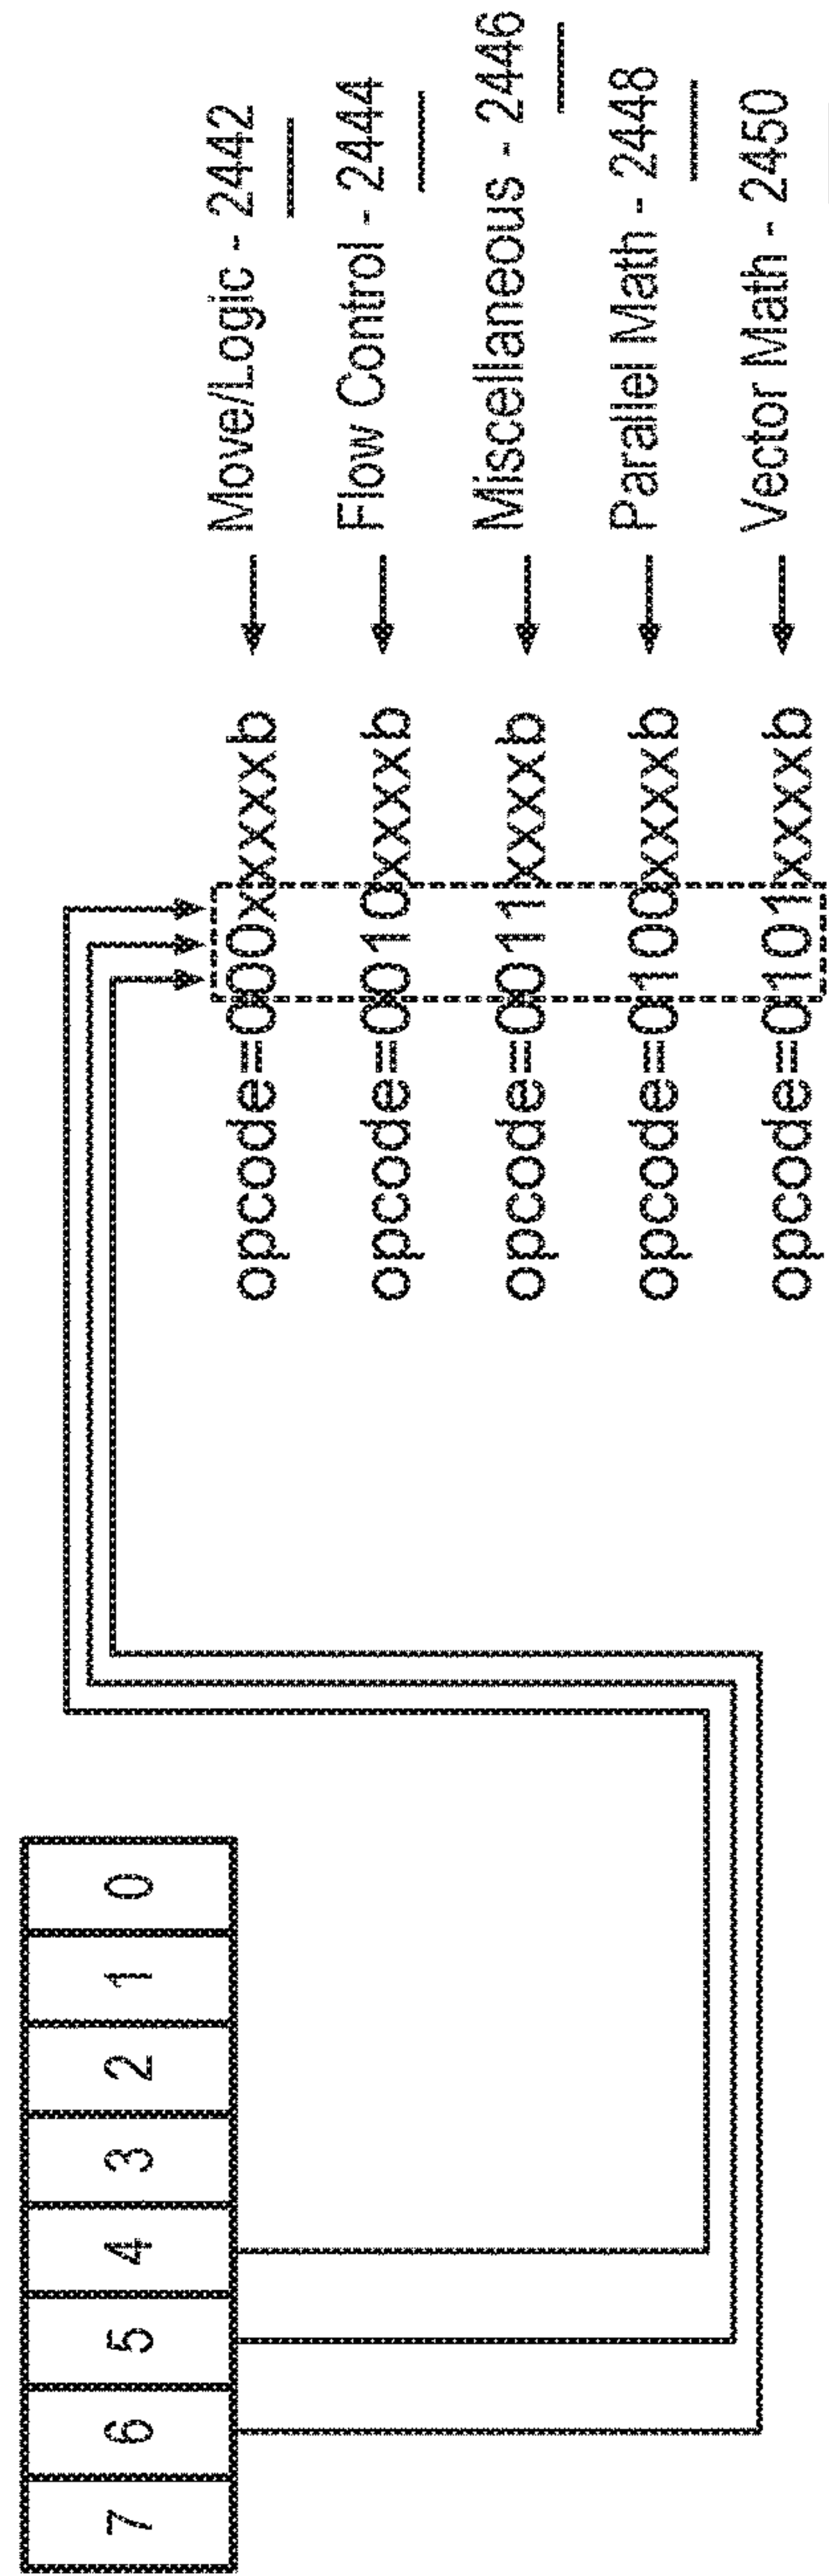 7 6 5 4 3 2 1 0
opcode=000xxxxxb Move/Logic - 2442
opcode=0010xxxxb Flow Control - 2444
opcode=0011xxxxb Miscellaneous - 2446
opcode=0100xxxxb Parallel Math - 2448
opcode=0101xxxxb Vector Math - 2450